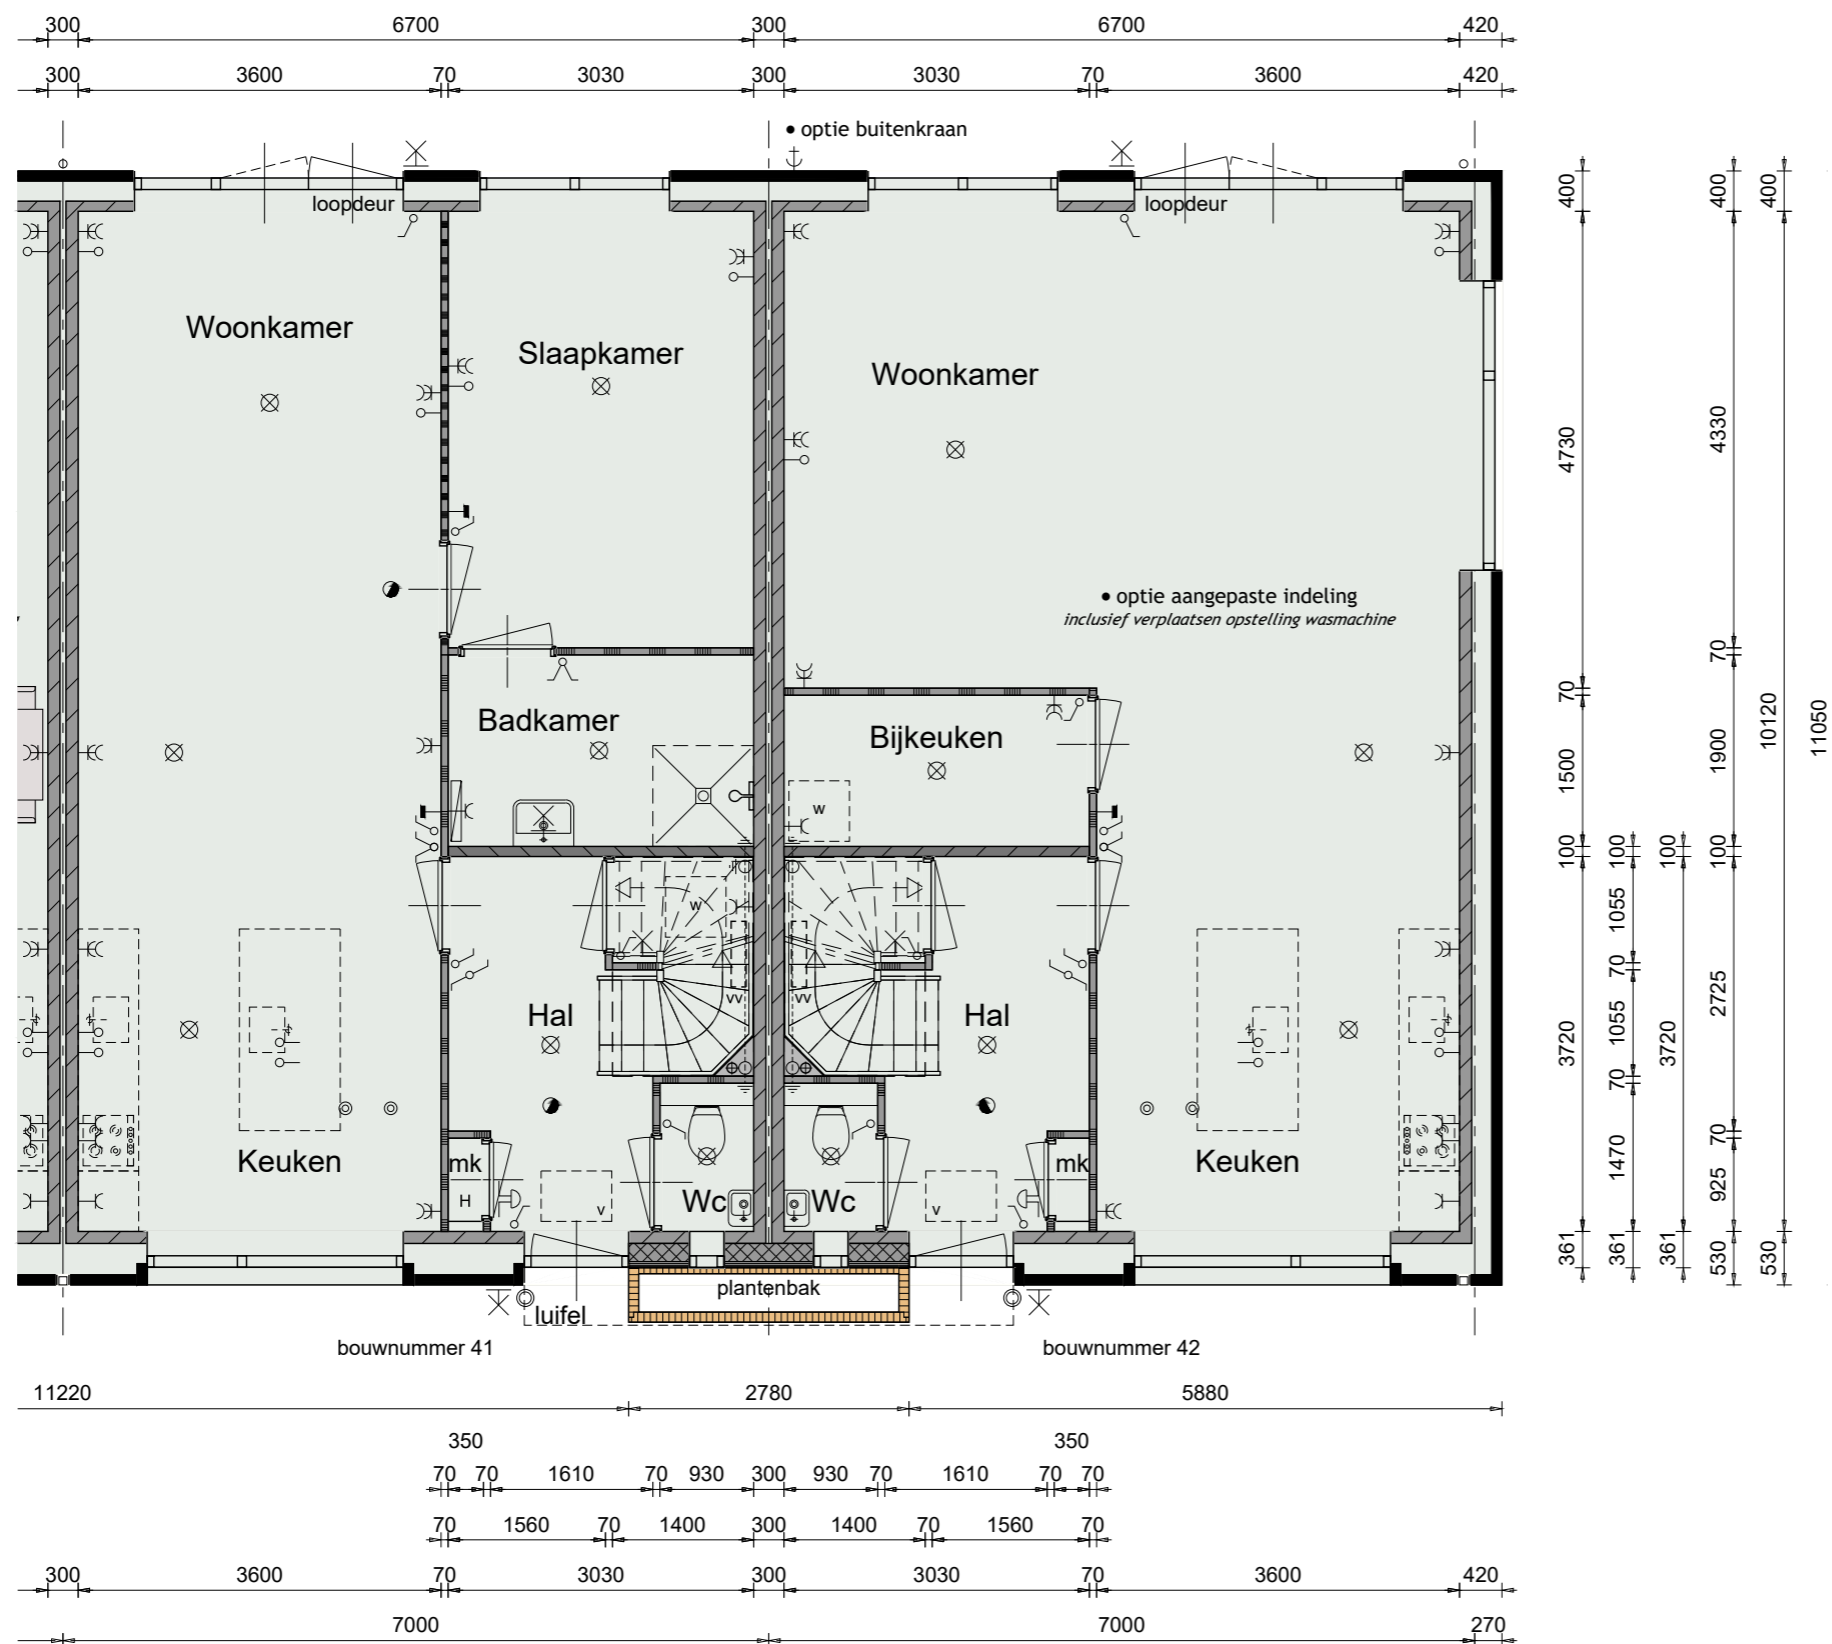 300 6700 300 6700 420
300 3600 70 3030 300 3030 70 3600 420
• optie buitenkraan
loopdeur loopdeur
400 400 400
Woonkamer
Slaapkamer
Woonkamer
4730 4330
• optie aangepaste indeling
inclusief verplaatsen opstelling wasmachine
70 70
10120 11050
Badkamer
Bijkeuken
1500 1900
w
100 100 100 100
w
1055
vv vv
70
Hal Hal
2725
3720 1055 3720
70
mk Keuken mk Keuken
1470 70
H
Wc Wc
v v
925
361 361 361 530 530
plantenbak
luifel
bouwnummer 41 bouwnummer 42
11220 2780 5880
350 350
70 70 1610 70 930 300 930 70 1610 70 70
70 1560 70 1400 300 1400 70 1560 70
300 3600 70 3030 300 3030 70 3600 420
7000 7000 270